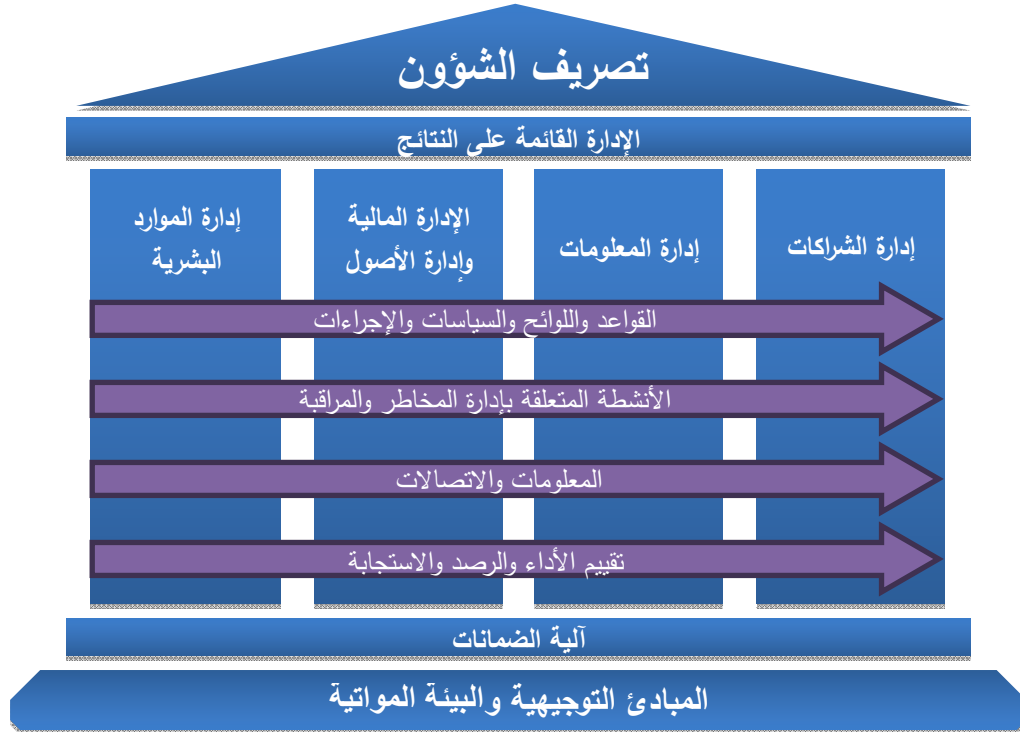 تصريف الشؤون
الإدارة القائمة على النتائج
إدارة الشراكات
إدارة المعلومات
الإدارة المالية
وإدارة الأصول
إدارة الموارد
البشرية
القواعد واللوائح والسياسات والإجراءات
الأنشطة المتعلقة بإدارة المخاطر والمراقبة
المعلومات والاتصالات
تقييم الأداء والرصد والاستجابة
آلية الضمانات
المبادئ التوجيهية والبيئة المواتية